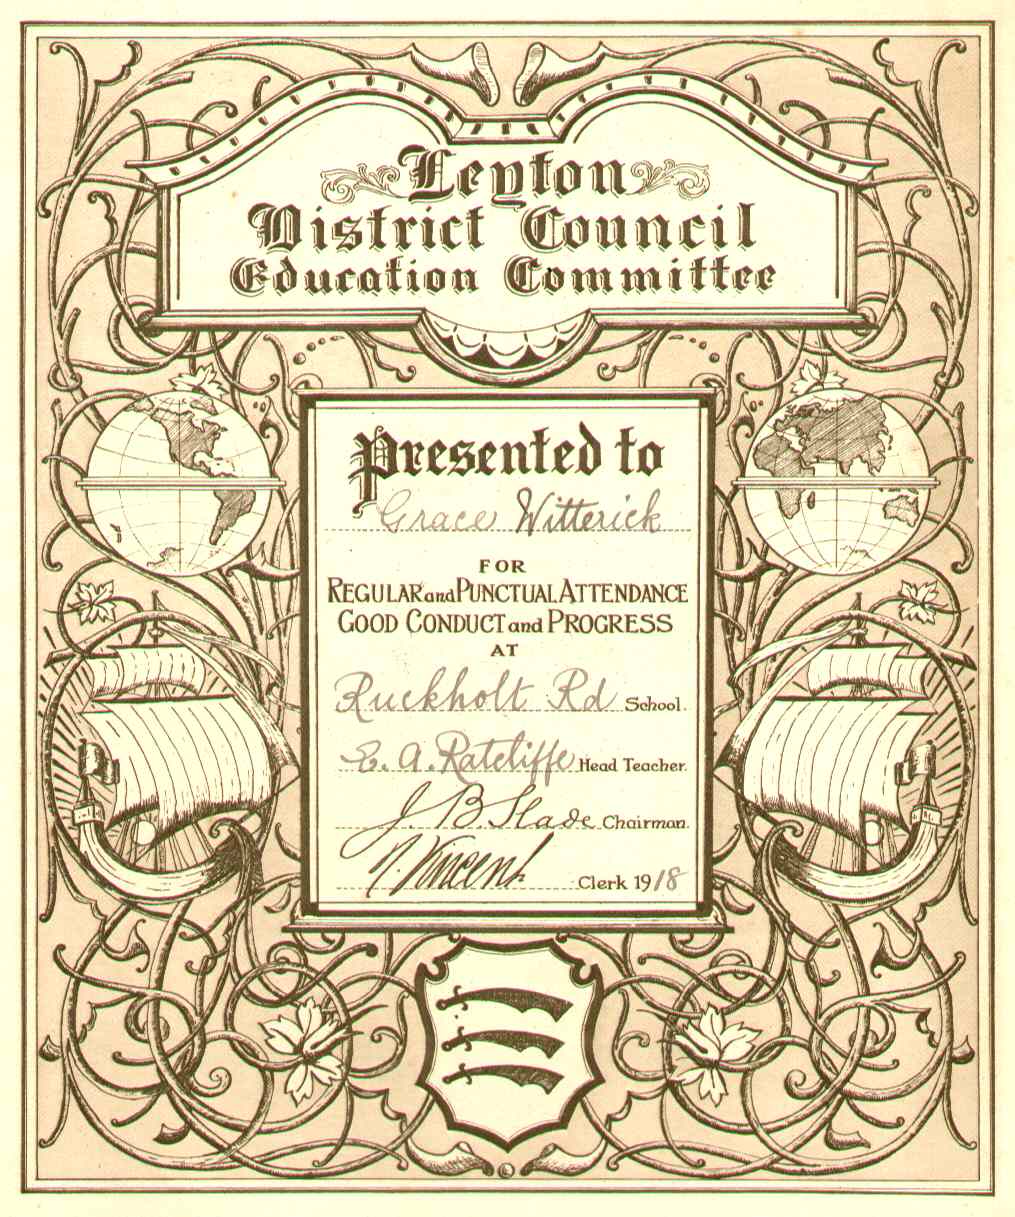 Leyton
District Council
Education Committee
Presented to
Grace Witterick
FOR
REGULAR and PUNCTUAL ATTENDANCE
GOOD CONDUCT and PROGRESS
AT
Ruckholt Rd School.
E. A. Ratcliffe Head Teacher.
J. B. Slade Chairman.
N. Vincent. Clerk 1918